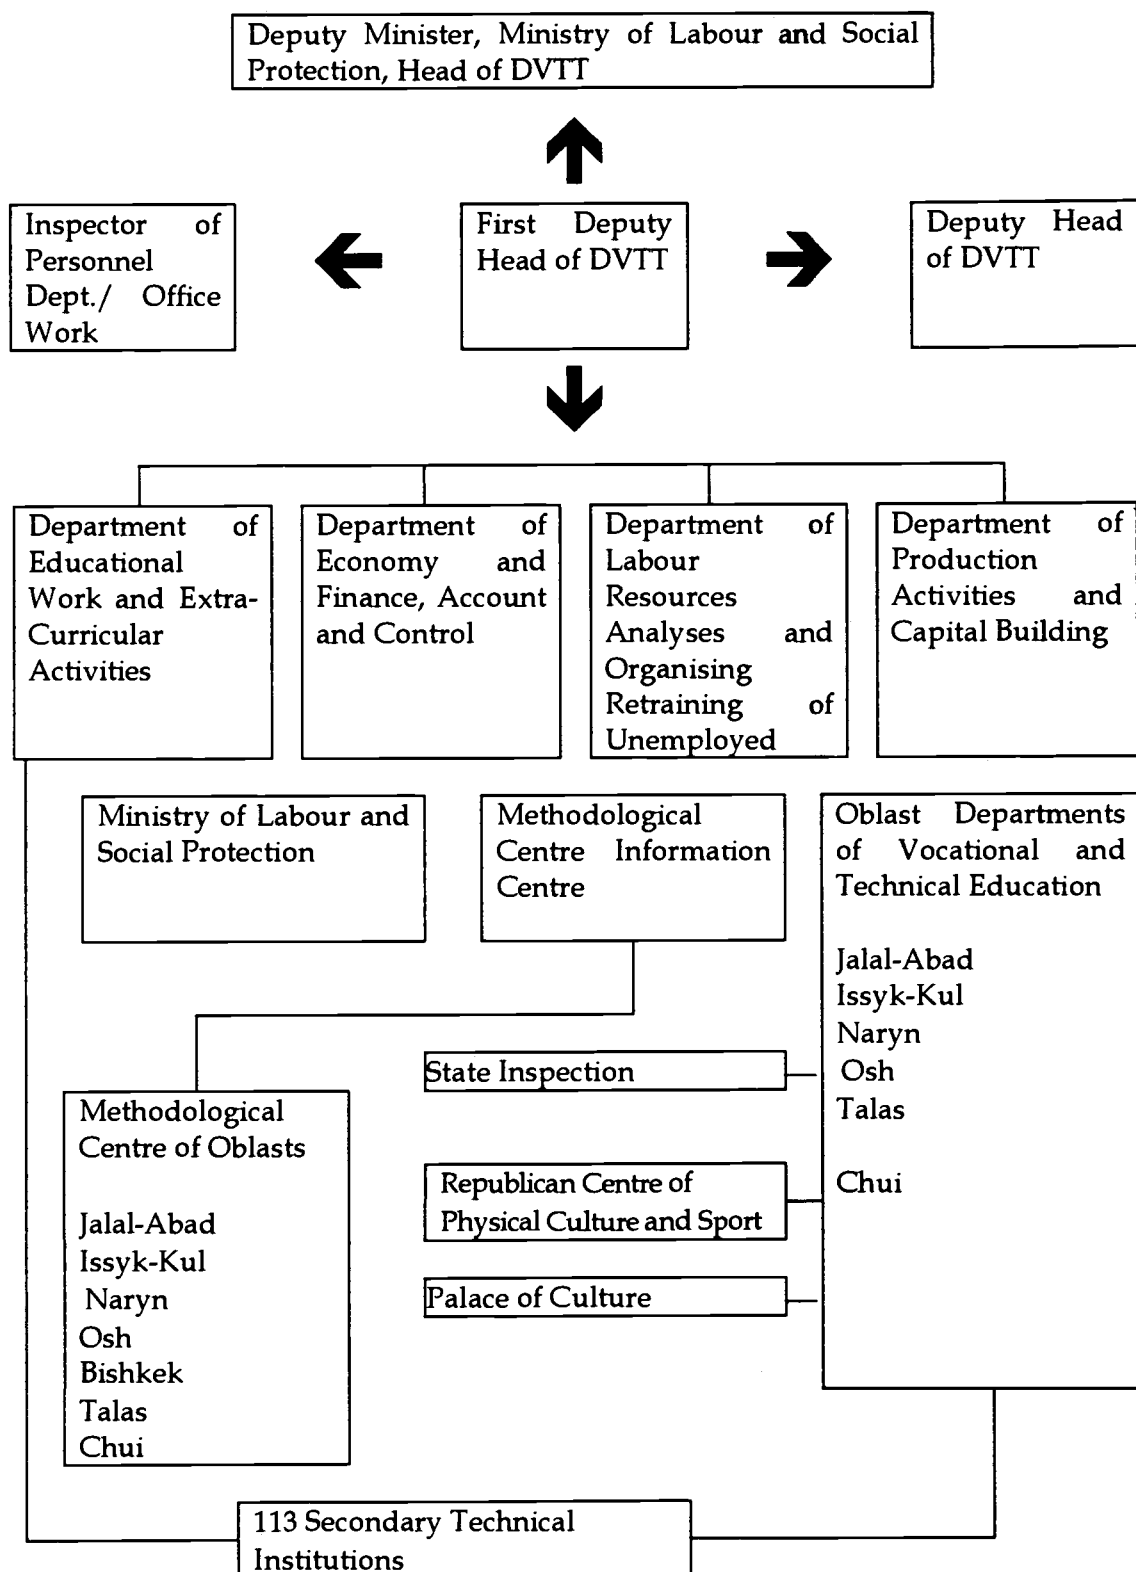 Deputy Minister, Ministry of Labour and Social
Protection, Head of DVTT
Inspector of
Personnel
Dept./ Office
Work
First Deputy
Head of DVTT
Deputy Head
of DVTT
Department of
Educational
Work and Extra-
Curricular
Activities
Department of
Economy and
Finance, Account
and Control
Department of
Labour
Resources
Analyses and
Organising
Retraining of
Unemployed
Department of
Production
Activities and
Capital Building
Ministry of Labour and
Social Protection
Methodological
Centre Information
Centre
Oblast Departments
of Vocational and
Technical Education
Jalal-Abad
Issyk-Kul
Naryn
Osh
Talas
Chui
State Inspection
Republican Centre of
Physical Culture and Sport
Palace of Culture
Methodological
Centre of Oblasts
Jalal-Abad
Issyk-Kul
Naryn
Osh
Bishkek
Talas
Chui
113 Secondary Technical
Institutions